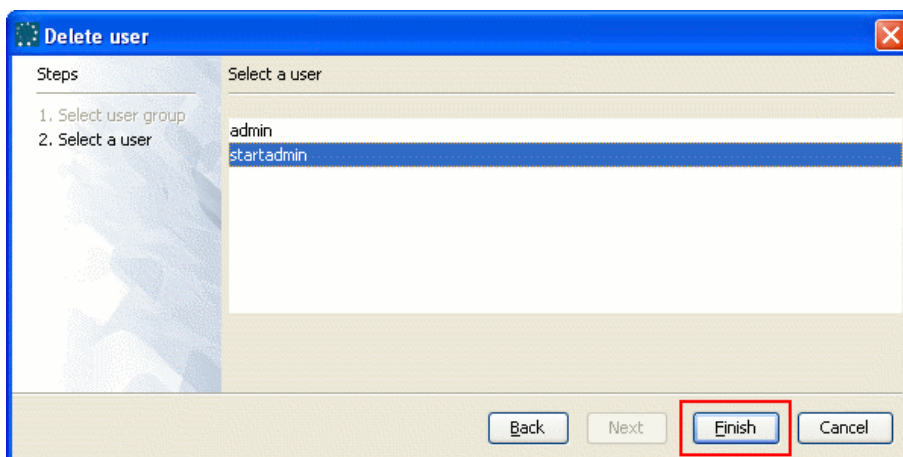 Delete user
Steps
Select a user
1. Select user group
2. Select a user
admin
startadmin
Back
Next
Finish
Cancel